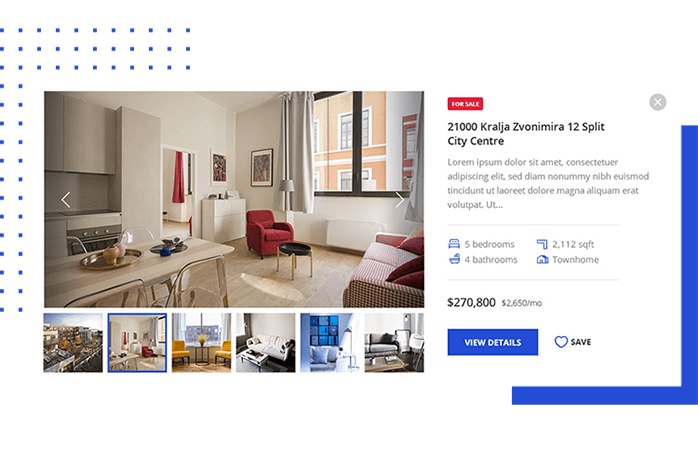 FOR SALE
21000 Kralja Zvonimira 12 Split
City Centre
Lorem ipsum dolor sit amet, consectetuer
adipiscing elit, sed diam nonummy nibh euismod
tincidunt ut laoreet dolore magna aliquam erat
volutpat. Ut...
5 bedrooms
2,112 sqft
4 bathrooms
Townhome
$270,800 $2,650/mo
VIEW DETAILS
SAVE